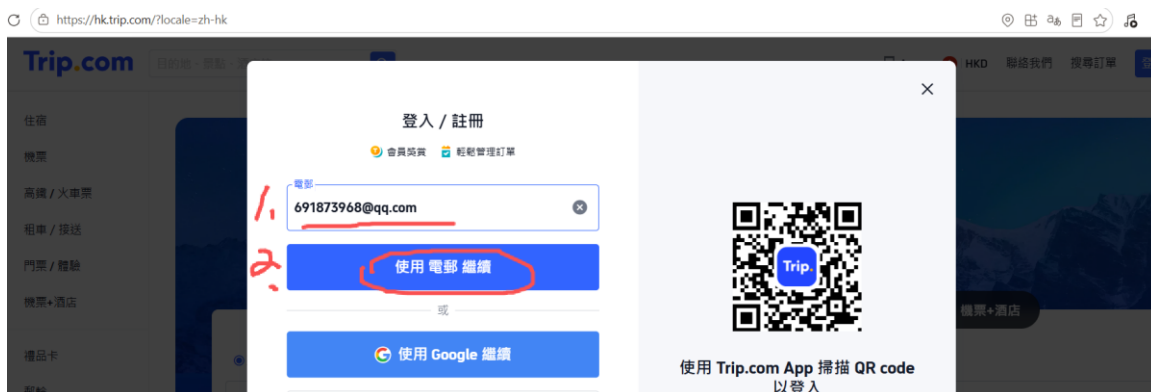 https://hk.trip.com/?locale=zh-hk
Trip.com
HKD
聯絡我們
搜尋訂單
住宿
機票
高鐵 / 火車票
租車 / 接送
門票 / 體驗
機票+酒店
禮品卡
登入 / 註冊
會員獎賞
輕鬆管理訂單
1.
電郵
691873968@qq.com
2.
使用 電郵 繼續
或
G 使用 Google 繼續
Trip.
使用 Trip.com App 掃描 QR code
以登入
機票+酒店